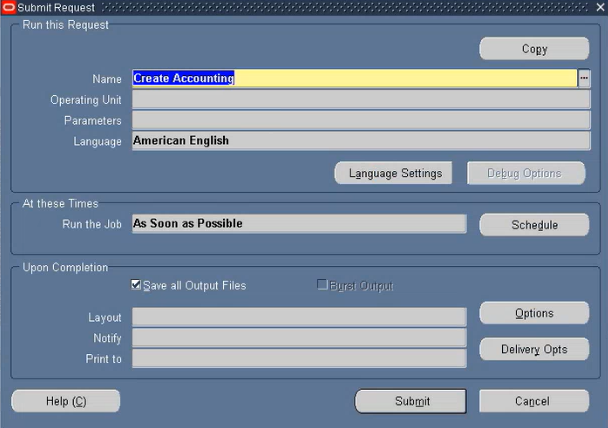 Submit Request
Run this Request
Copy
Name Create Accounting ...
Operating Unit
Parameters
Language American English
Language Settings Debug Options
At these Times
Run the Job As Soon as Possible Schedule
Upon Completion
Save all Output Files Burst Output
Layout Options
Notify
Print to Delivery Opts
Help (C) Submit Cancel